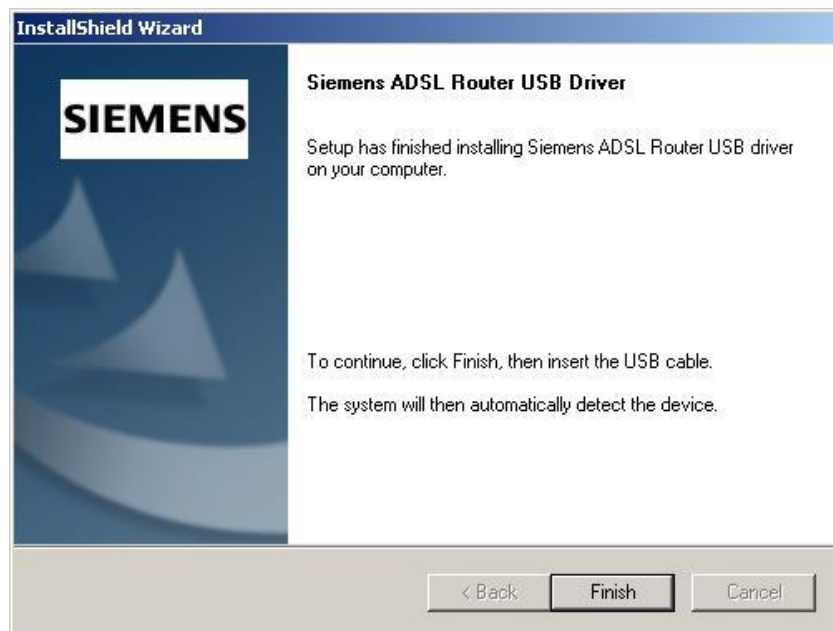 InstallShield Wizard
SIEMENS
Siemens ADSL Router USB Driver
Setup has finished installing Siemens ADSL Router USB driver
on your computer.
To continue, click Finish, then insert the USB cable.
The system will then automatically detect the device.
< Back
Finish
Cancel